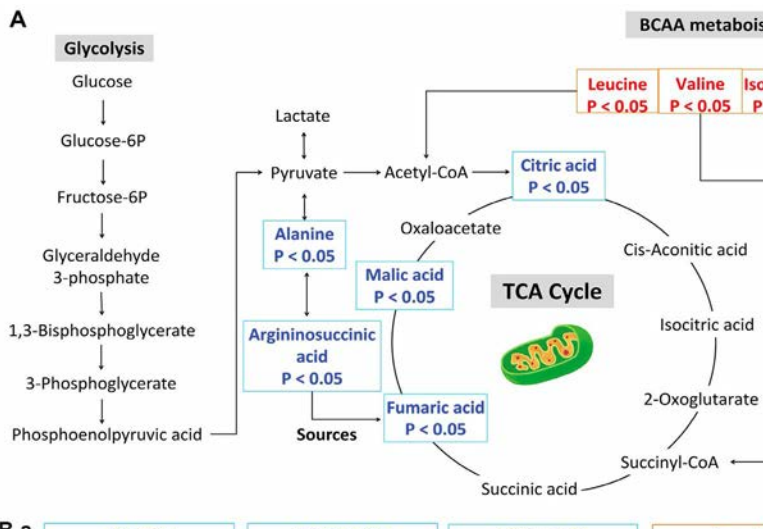 A
Glycolysis
Glucose
Glucose-6P
Fructose-6P
Glyceraldehyde
3-phosphate
1,3-Bisphosphoglycerate
3-Phosphoglycerate
Phosphoenolpyruvic acid
Lactate
Pyruvate
Alanine
P < 0.05
Argininosuccinic
acid
P < 0.05
Sources
BCAA metabois
Leucine
P < 0.05
Valine
P < 0.05
Iso
P
Acetyl-CoA
Citric acid
P < 0.05
Oxaloacetate
Malic acid
P < 0.05
TCA Cycle
Cis-Aconitic acid
Isocitric acid
2-Oxoglutarate
Succinyl-CoA
Succinic acid
Fumaric acid
P < 0.05